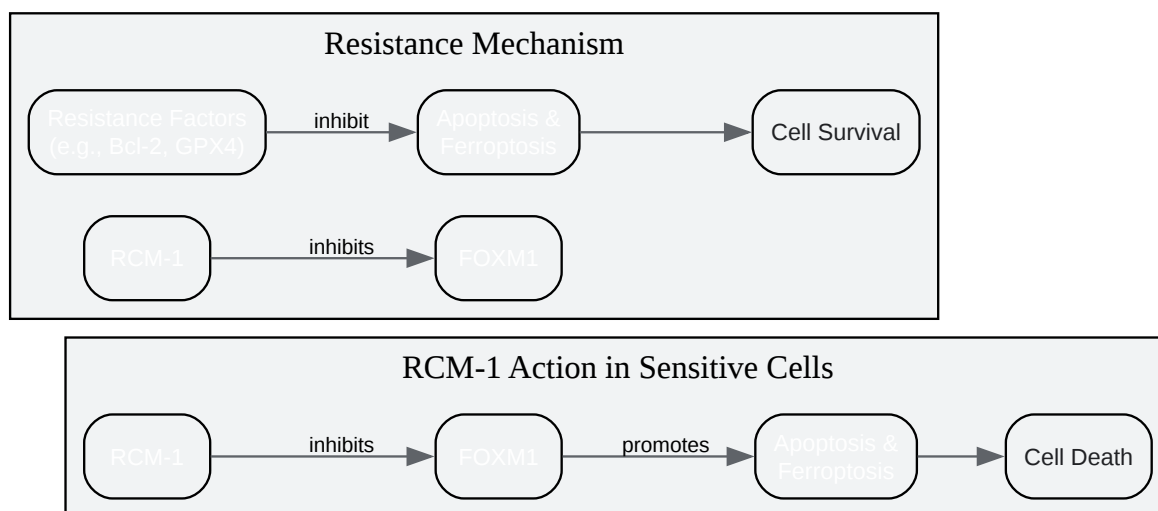 Resistance Mechanism
Resistance Factors
(e.g., Bcl-2, GPX4)
inhibit
Apoptosis &
Ferroptosis
Cell Survival
RCM-1
inhibits
FOXM1
RCM-1 Action in Sensitive Cells
RCM-1
inhibits
FOXM1
promotes
Apoptosis &
Ferroptosis
Cell Death